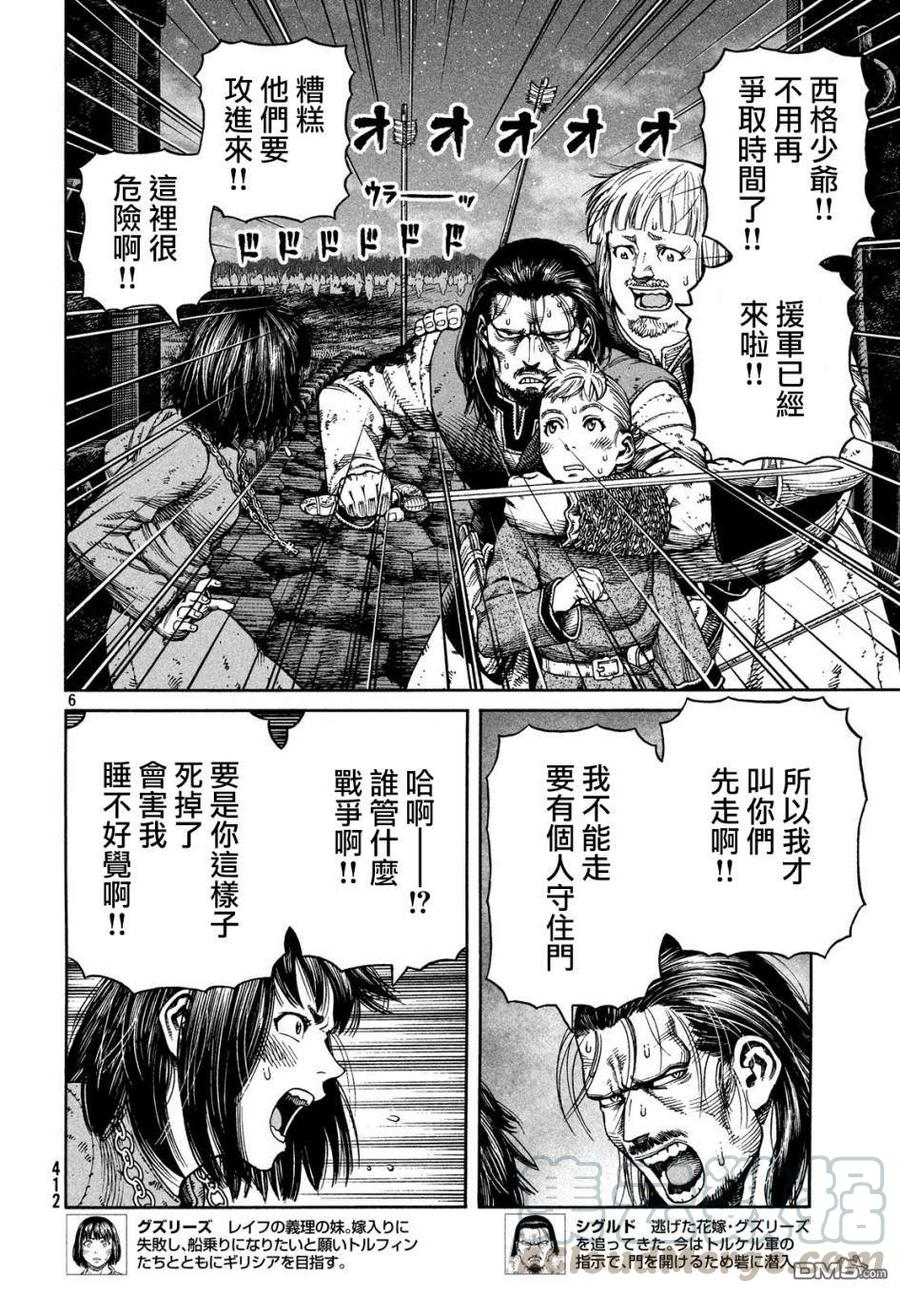 西格少爺!!
不用再
爭取時間了!!
援軍已經
來啦!!
オオオオオオ
ウラーーッ
ドドドドドドド
糟糕
他們要
攻進來!!
這裡很
危險啊!!
6
所以我才
叫你們
先走啊!!
我不能走
要有個人守住門
哈啊——!?
誰管什麼
戰爭啊!!
要是你這樣子
死掉了
會害我
睡不好覺啊!!
412
グズリーズ　レイフの義理の妹。嫁入りに
失敗し、船乗りになりたいと願いトルフィン
たちとともにギリシアを目指す。
シグルド　逃げた花嫁・グズリーズ
を追ってきた。今はトルケル軍の
指示で、門を開けるため砦に潜入